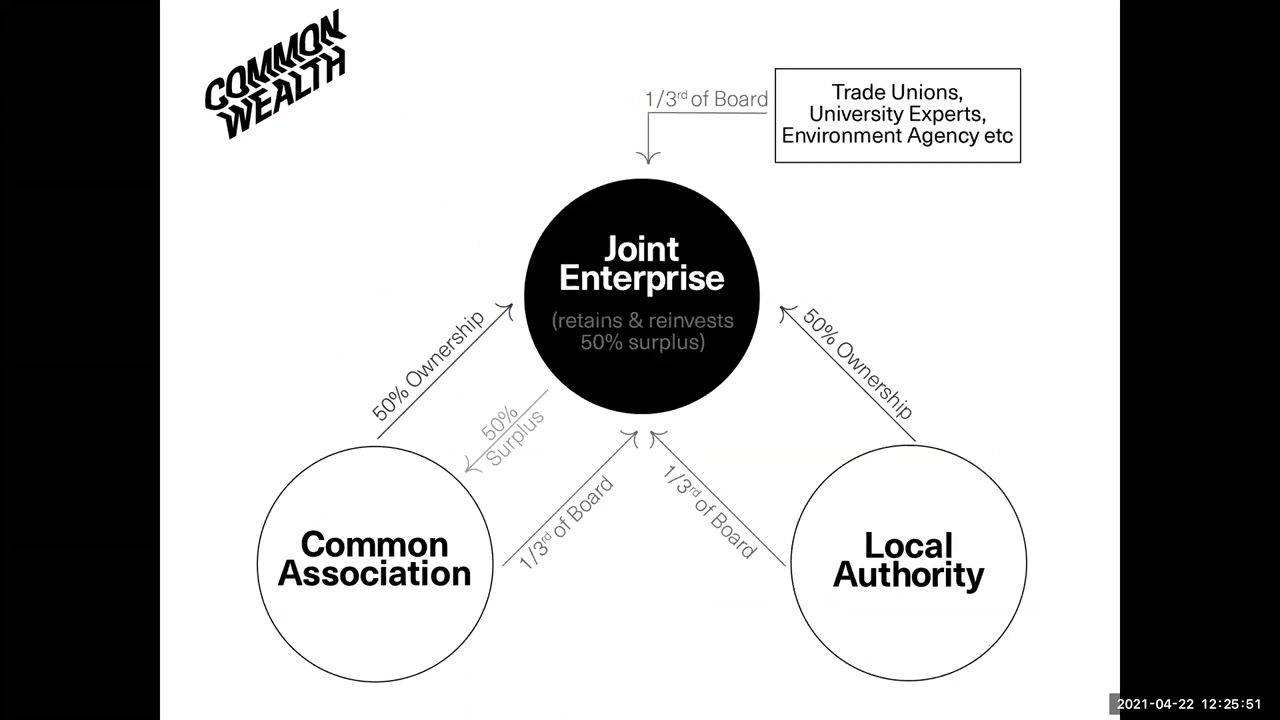 COMMON
WEALTH
1/3rd of Board
Trade Unions,
University Experts,
Environment Agency etc
Joint
Enterprise
(retains & reinvests
50% surplus)
50% Ownership
50% Ownership
50%
Surplus
1/3rd of Board
1/3rd of Board
Common
Association
Local
Authority
2021-04-22 12:25:51